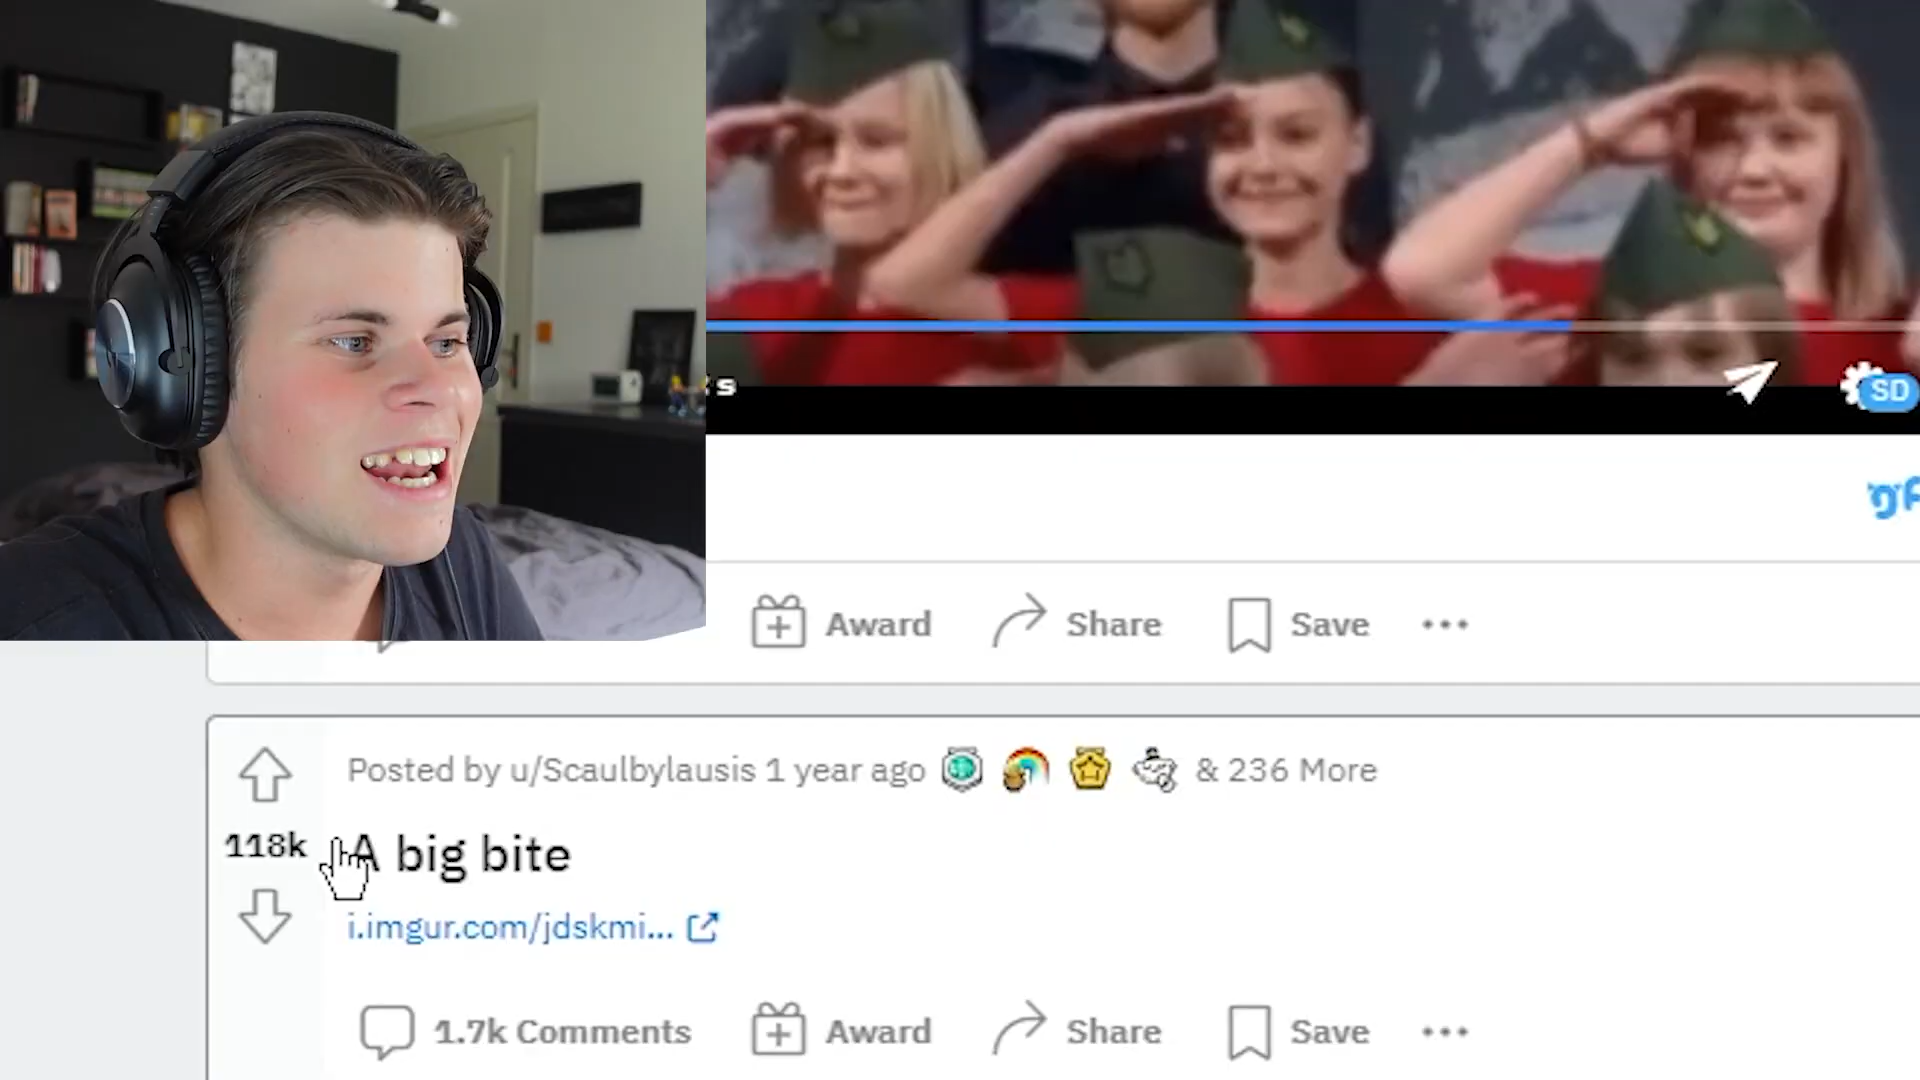 s
SD
Award
Share
Save
Posted by u/Scaulbylausis 1 year ago
& 236 More
118k
A big bite
i.imgur.com/jdskmi...
1.7k Comments
Award
Share
Save